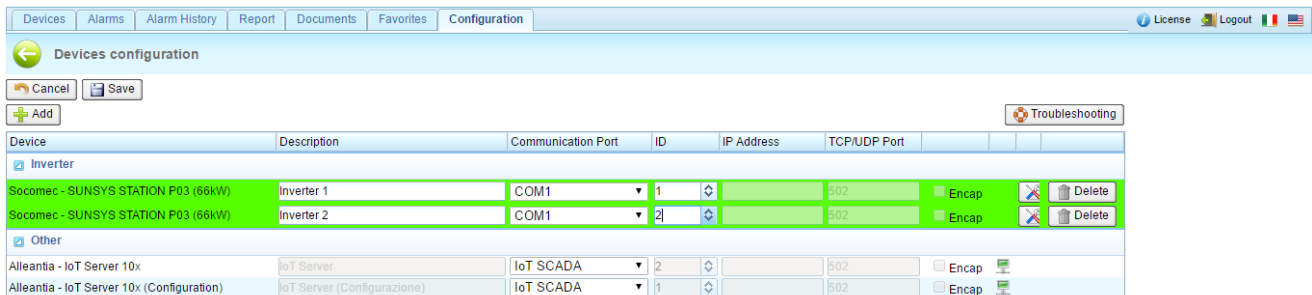 Devices Alarms Alarm History Report Documents Favorites Configuration License Logout
Devices configuration
Cancel Save
Add Troubleshooting
Device Description Communication Port ID IP Address TCP/UDP Port
Inverter
Socomec - SUNSYS STATION P03 (66kW) Inverter 1 COM1 1 502 Encap Delete
Socomec - SUNSYS STATION P03 (66kW) Inverter 2 COM1 2 502 Encap Delete
Other
Alleantia - IoT Server 10x IoT Server IoT SCADA 2 502 Encap
Alleantia - IoT Server 10x (Configuration) IoT Server (Configurazione) IoT SCADA 1 502 Encap